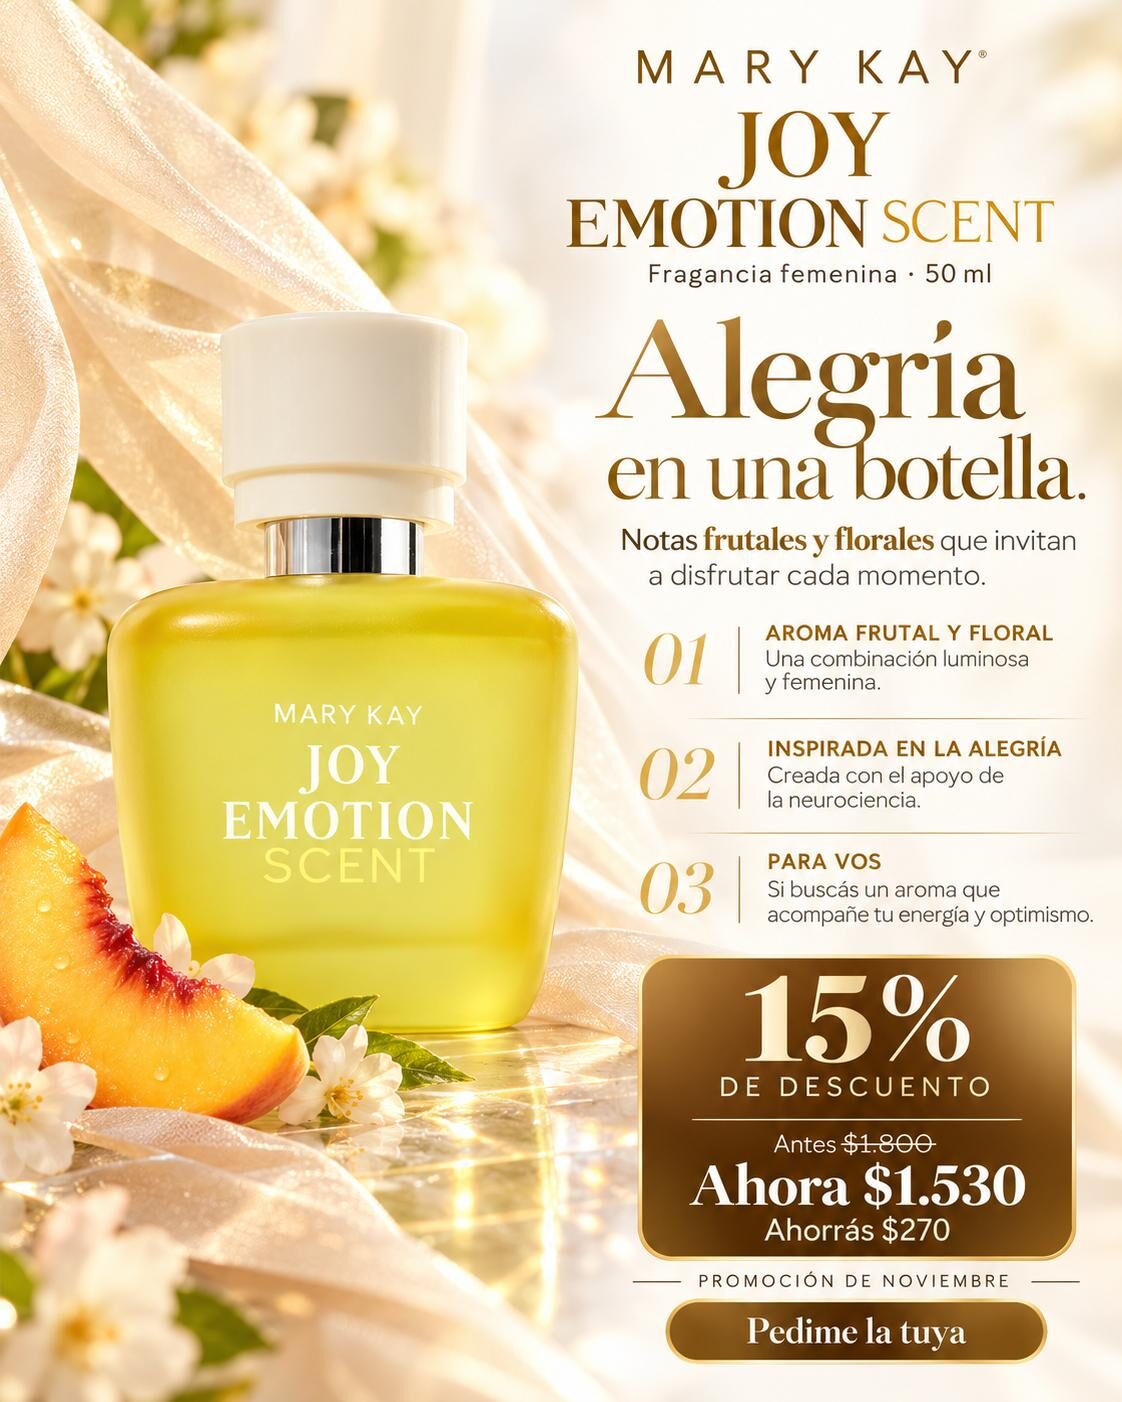 MARY KAY®
JOY
EMOTION SCENT
Fragancia femenina · 50 ml
Alegría
en una botella.
Notas frutales y florales que invitan
a disfrutar cada momento.
01
AROMA FRUTAL Y FLORAL
Una combinación luminosa
y femenina.
02
INSPIRADA EN LA ALEGRÍA
Creada con el apoyo de
la neurociencia.
03
PARA VOS
Si buscás un aroma que
acompañe tu energía y optimismo.
MARY KAY
JOY
EMOTION
SCENT
15%
DE DESCUENTO
Antes $1.800
Ahora $1.530
Ahorrás $270
PROMOCIÓN DE NOVIEMBRE
Pedime la tuya